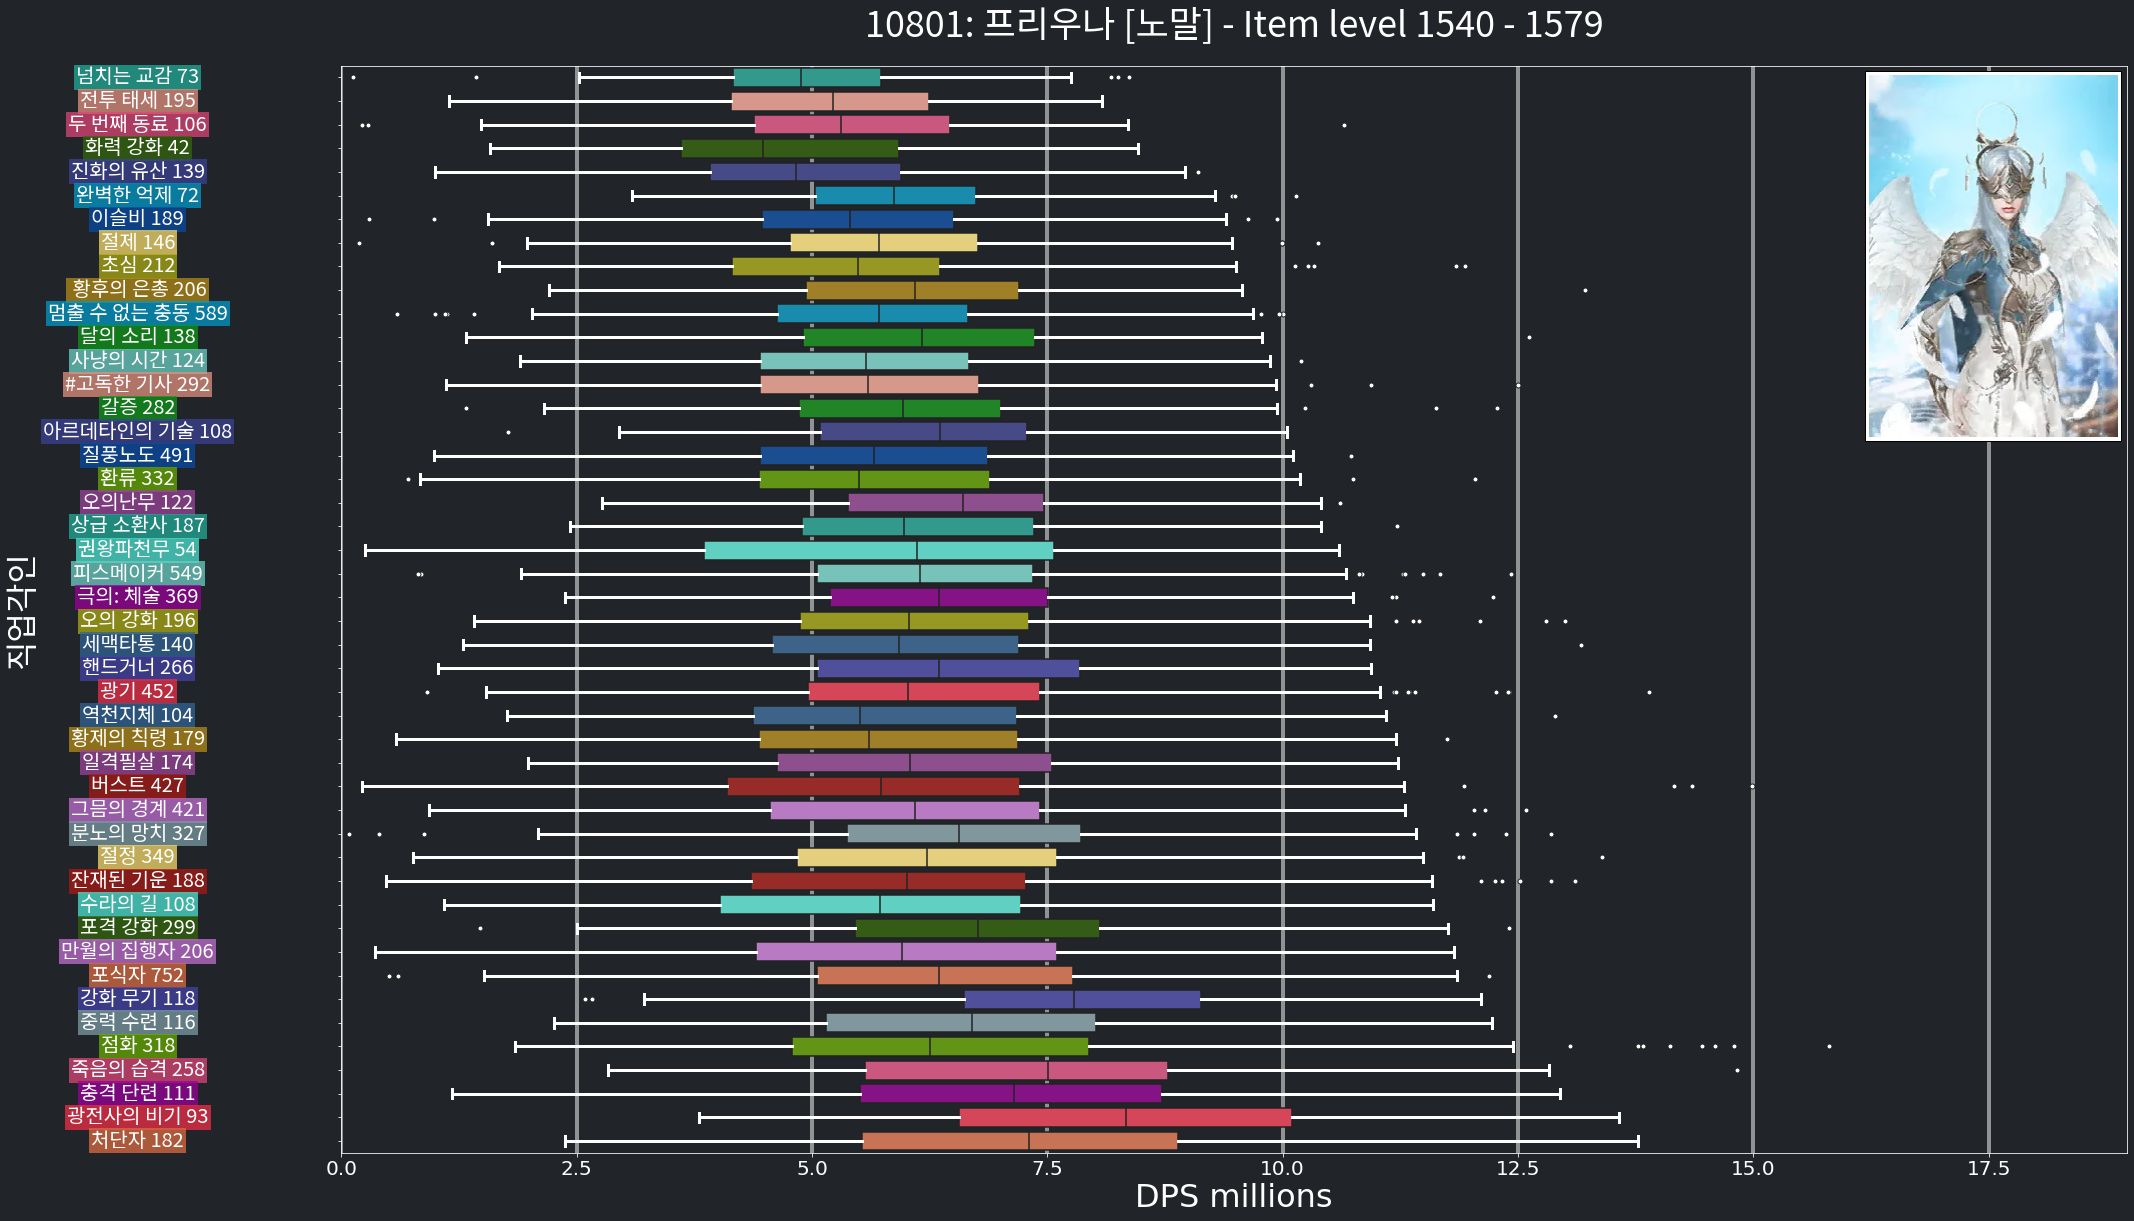 10801: 프리우나 [노말] - Item level 1540 - 1579
넘치는 교감 73
전투 태세 195
두 번째 동료 106
화력 강화 42
진화의 유산 139
완벽한 억제 72
이슬비 189
절제 146
초심 212
황후의 은총 206
멈출 수 없는 충동 589
달의 소리 138
사냥의 시간 124
#고독한 기사 292
갈증 282
아르데타인의 기술 108
질풍노도 491
환류 332
오의난무 122
상급 소환사 187
권왕파천무 54
피스메이커 549
극의: 체술 369
오의 강화 196
세맥타통 140
핸드거너 266
광기 452
역천지체 104
황제의 칙령 179
일격필살 174
버스트 427
그믐의 경계 421
분노의 망치 327
절정 349
잔재된 기운 188
수라의 길 108
포격 강화 299
만월의 집행자 206
포식자 752
강화 무기 118
중력 수련 116
점화 318
죽음의 습격 258
충격 단련 111
광전사의 비기 93
처단자 182
직업각인
0.0 2.5 5.0 7.5 10.0 12.5 15.0 17.5
DPS millions